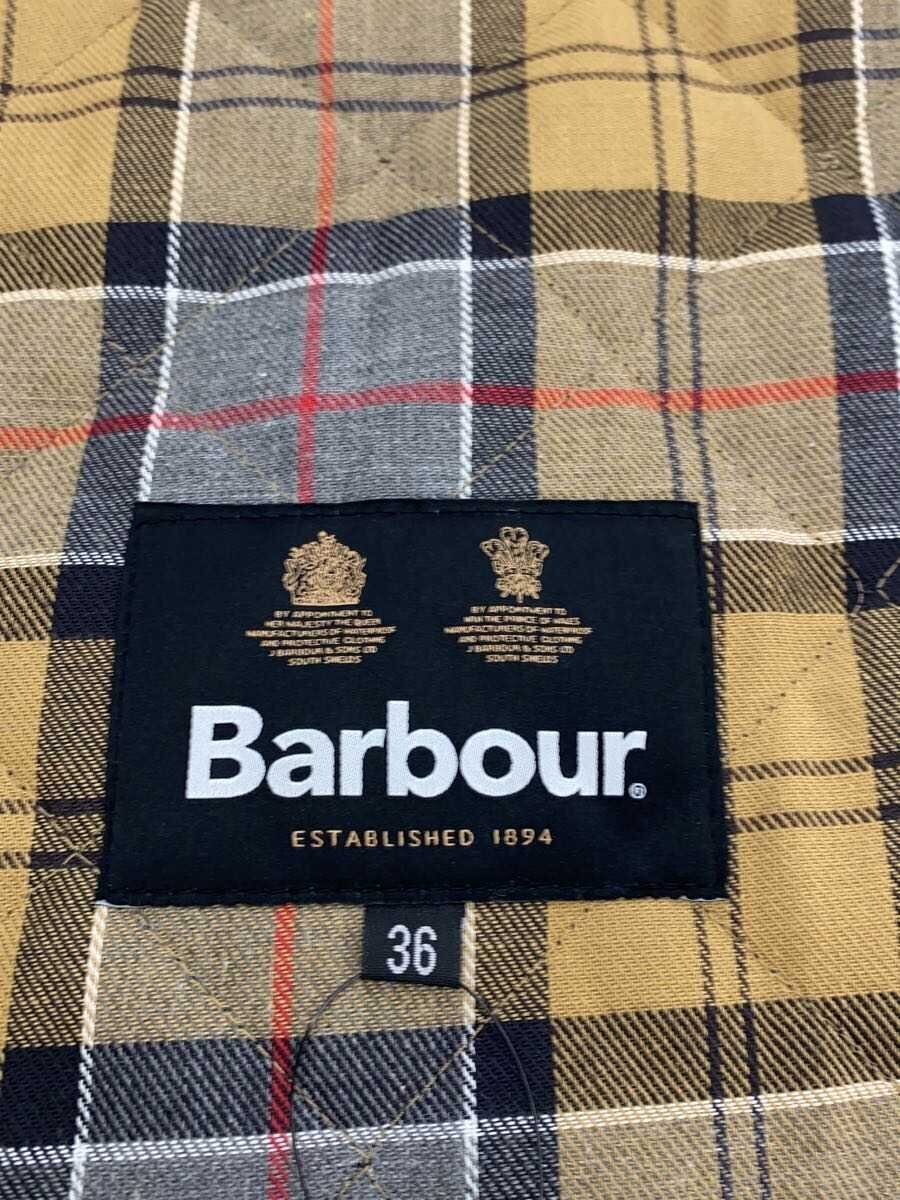 BY APPOINTMENT TO
HER MAJESTY THE QUEEN
MANUFACTURERS OF WATERPROOF
AND PROTECTIVE CLOTHING
J BARBOUR & SONS LTD
SOUTH SHIELDS
BY APPOINTMENT TO
HRH THE PRINCE OF WALES
MANUFACTURERS OF WATERPROOF
AND PROTECTIVE CLOTHING
J BARBOUR & SONS LTD
SOUTH SHIELDS
Barbour®
ESTABLISHED 1894
36